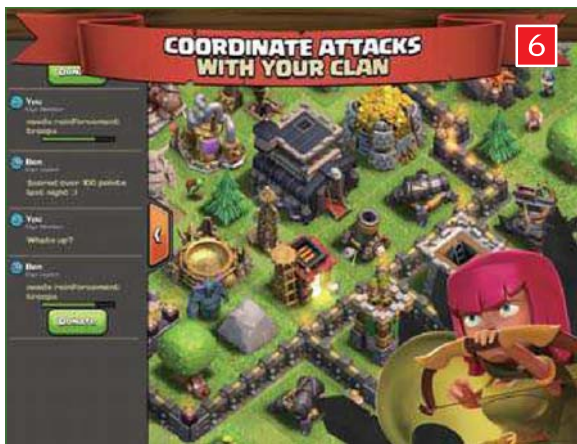 COORDINATE ATTACKS
WITH YOUR CLAN
6
You
needs reinforcement:
troops
Ben
Scored over 100 points
last night :)
You
Whats up?
Ben
needs reinforcement:
troops
DONATE